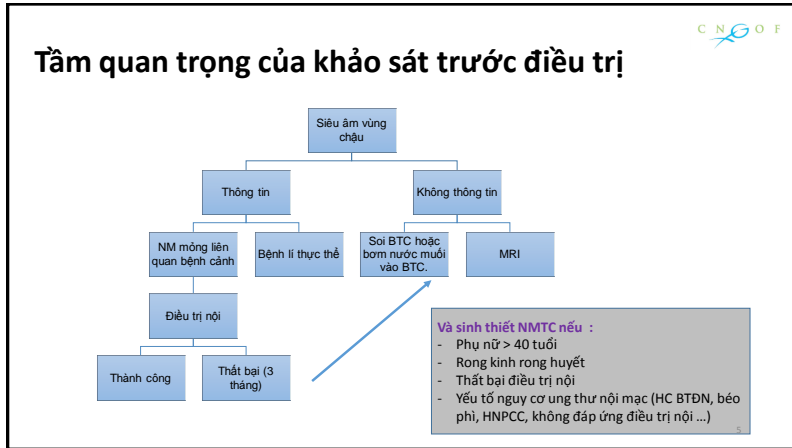 CNGOF
Tầm quan trọng của khảo sát trước điều trị
Siêu âm vùng
chậu
Thông tin
Không thông tin
NM mỏng liên
quan bệnh cảnh
Bệnh lí thực thể
Soi BTC hoặc
bơm nước muối
vào BTC.
MRI
Điều trị nội
Thành công
Thất bại (3
tháng)
Và sinh thiết NMTC nếu :
- Phụ nữ > 40 tuổi
- Rong kinh rong huyết
- Thất bại điều trị nội
- Yếu tố nguy cơ ung thư nội mạc (HC BTĐN, béo
phì, HNPCC, không đáp ứng điều trị nội ...)
5